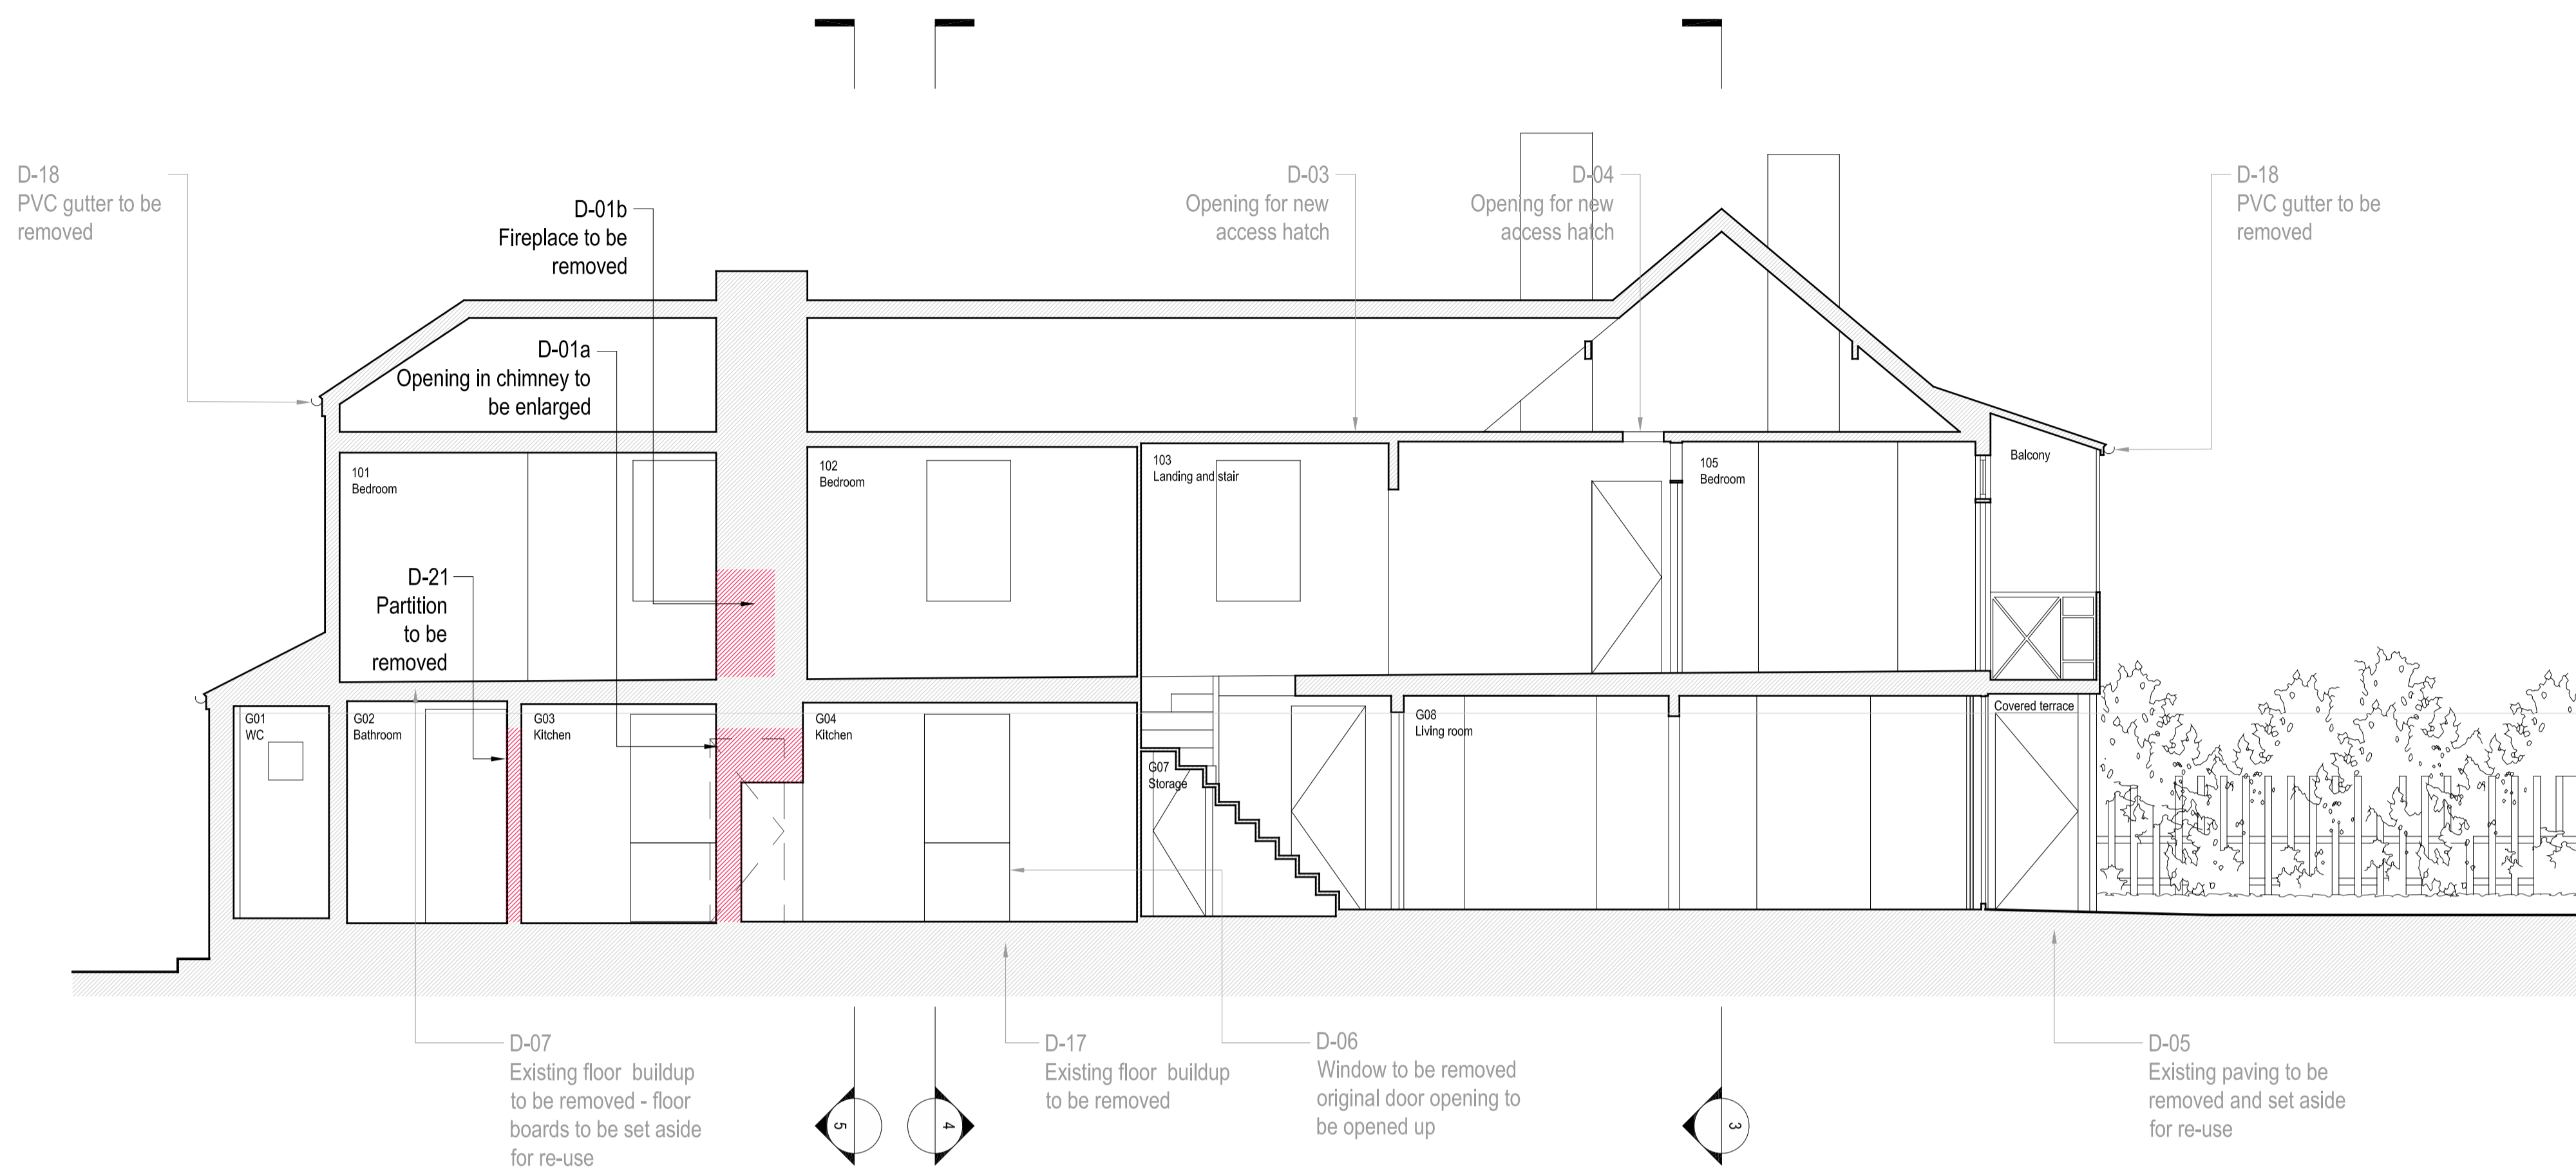 D-18
PVC gutter to be
removed
D-01b
Fireplace to be
removed
D-03
Opening for new
access hatch
D-04
Opening for new
access hatch
D-18
PVC gutter to be
removed
D-01a
Opening in chimney to
be enlarged
101
Bedroom
102
Bedroom
103
Landing and stair
105
Bedroom
Balcony
D-21
Partition
to be
removed
G01
WC
G02
Bathroom
G03
Kitchen
G04
Kitchen
G07
Storage
G08
Living room
Covered terrace
D-07
Existing floor buildup
to be removed - floor
boards to be set aside
for re-use
D-17
Existing floor buildup
to be removed
D-06
Window to be removed
original door opening to
be opened up
D-05
Existing paving to be
removed and set aside
for re-use
5
4
3